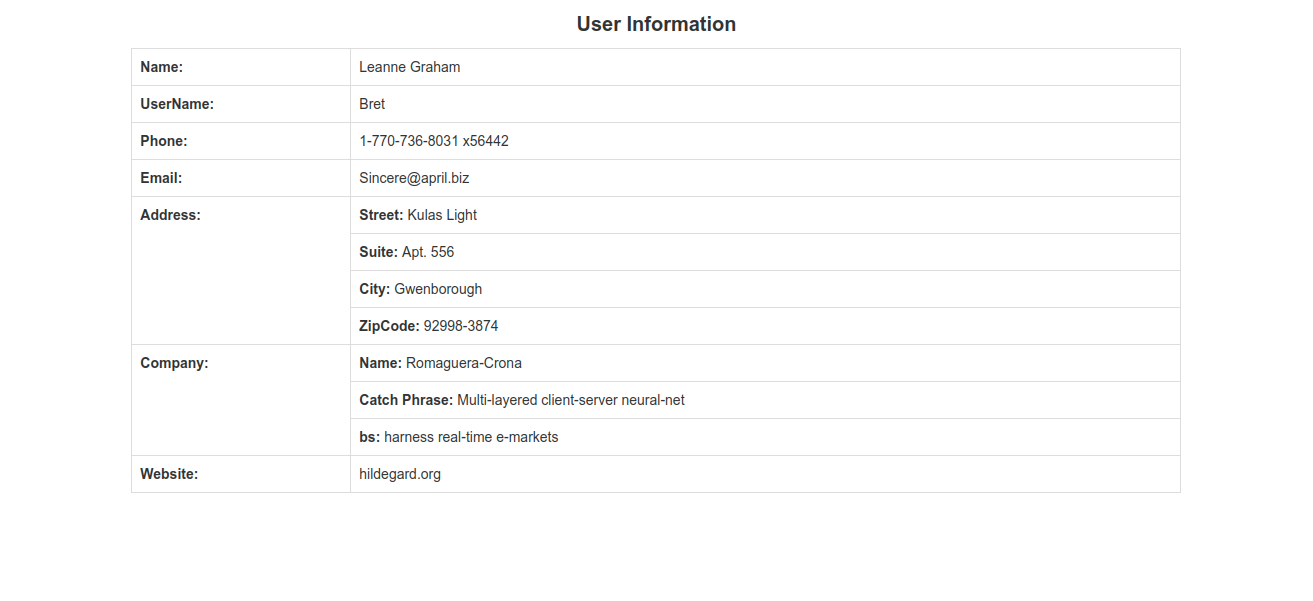 User Information
Name: Leanne Graham
UserName: Bret
Phone: 1-770-736-8031 x56442
Email: Sincere@april.biz
Address: Street: Kulas Light
Suite: Apt. 556
City: Gwenborough
ZipCode: 92998-3874
Company: Name: Romaguera-Crona
Catch Phrase: Multi-layered client-server neural-net
bs: harness real-time e-markets
Website: hildegard.org